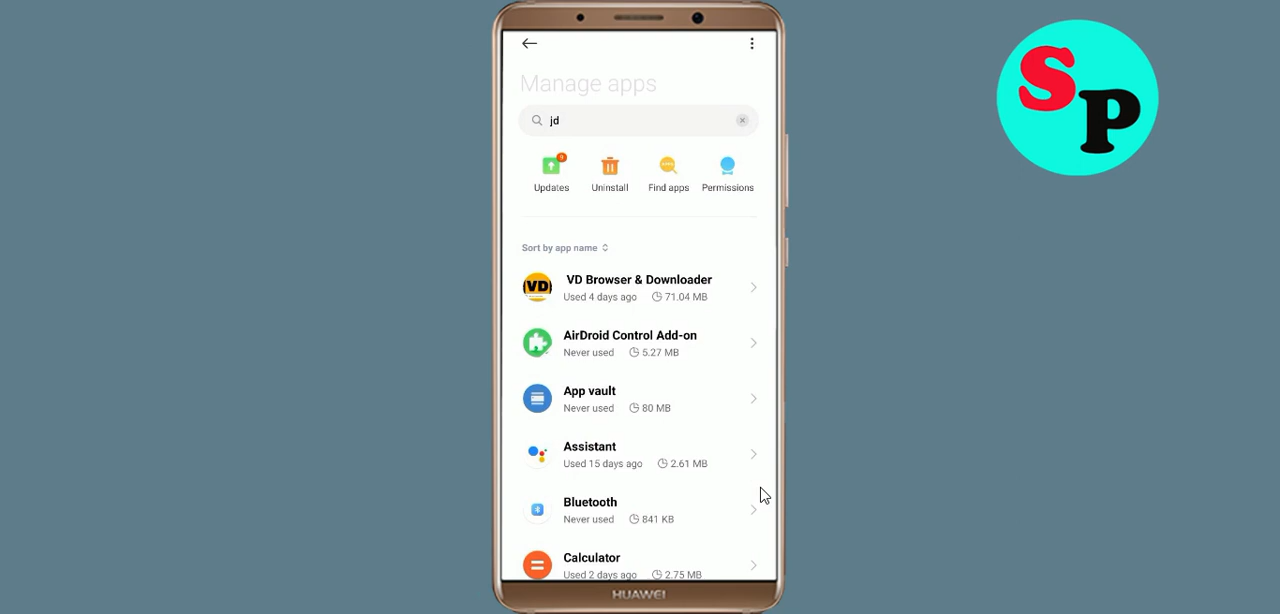 SP
Manage apps
jd
9
Updates Uninstall Find apps Permissions
Sort by app name
VD VD Browser & Downloader
Used 4 days ago 71.04 MB
AirDroid Control Add-on
Never used 5.27 MB
App vault
Never used 80 MB
Assistant
Used 15 days ago 2.61 MB
Bluetooth
Never used 841 KB
Calculator
Used 2 days ago 2.75 MB
HUAWEI